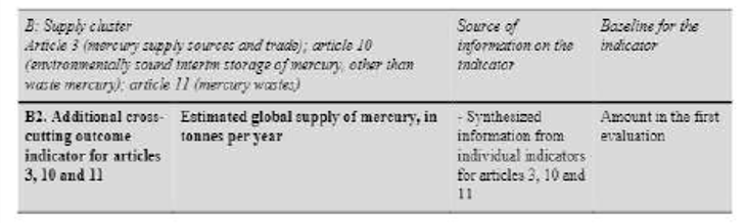 B: Supply cluster
Article 3 (mercury supply sources and trade); article 10
(environmentally sound interim storage of mercury, other than
waste mercury); article 11 (mercury wastes)
Source of
information on the
indicator
Baseline for the
indicator
B2. Additional cross-
cutting outcome
indicator for articles
3, 10 and 11
Estimated global supply of mercury, in
tonnes per year
- Synthesized
information from
individual indicators
for articles 3, 10 and
11
Amount in the first
evaluation